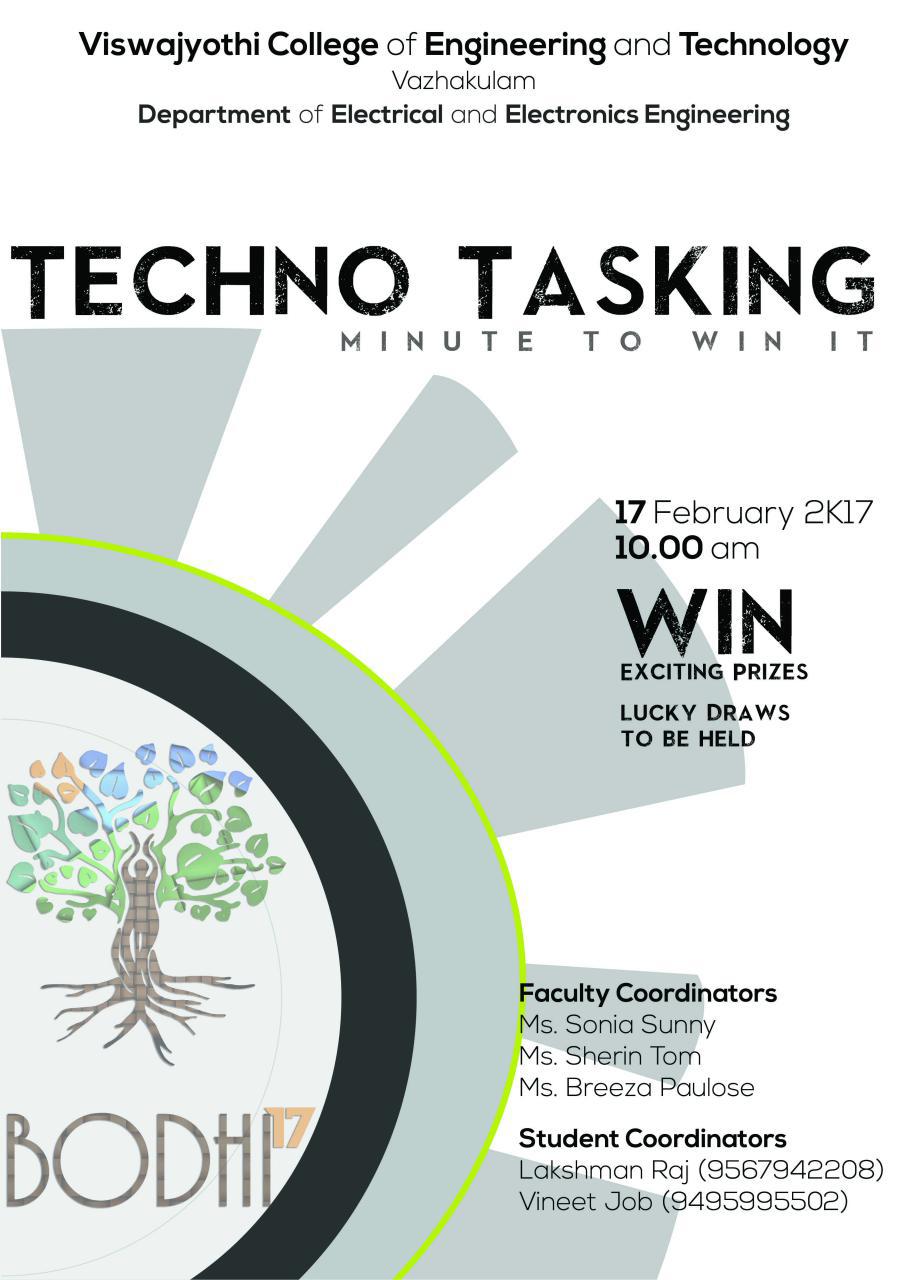 Viswajyothi College of Engineering and Technology
Vazhakulam
Department of Electrical and Electronics Engineering
TECHNO TASKING
MINUTE TO WIN IT
17 February 2K17
10.00 am
WIN
EXCITING PRIZES
LUCKY DRAWS
TO BE HELD
Faculty Coordinators
Ms. Sonia Sunny
Ms. Sherin Tom
Ms. Breeza Paulose
Student Coordinators
Lakshman Raj (9567942208)
Vineet Job (9495995502)
BODHI 17